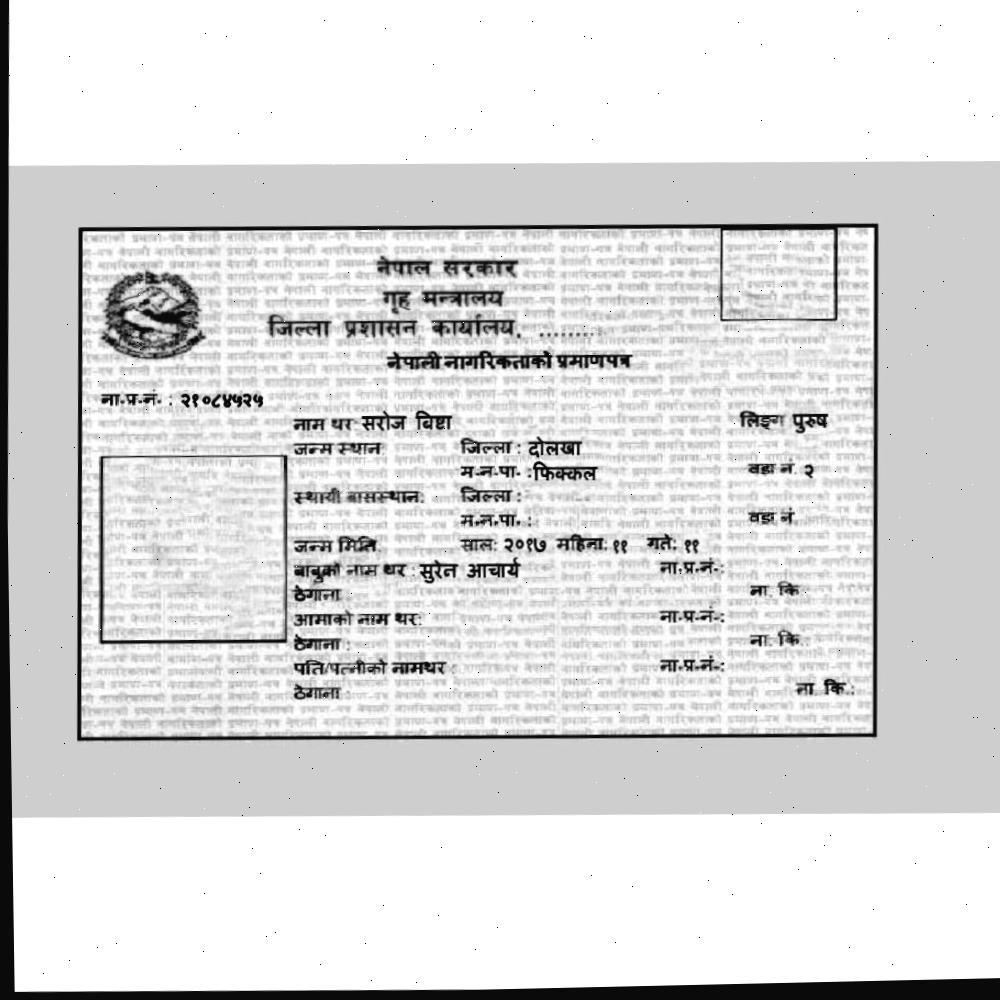 नेपाल सरकार
गृह मन्त्रालय
जिल्ला प्रशासन कार्यालय, .........
नेपाली नागरिकताको प्रमाणपत्र
ना.प्र.नं. : २१०८४५२५
नाम थर: सरोज विष्टा लिङ्ग पुरुष
जन्म स्थान जिल्ला : दोलखा
म.न.पा. :फिक्कल वडा नं. २
स्थायी बासस्थान: जिल्ला :
म.न.पा. : वडा नं
जन्म मिति साल: २०१७ महिना: ११ गते: ११
बाबुको नाम थर : सुरेन आचार्य ना.प्र.नं.:
ठेगाना : ना. कि.
आमाको नाम थर: ना.प्र.नं.:
ठेगाना : ना. कि.
पति/पत्नीको नामथर : ना.प्र.नं.:
ठेगाना ना. कि.: